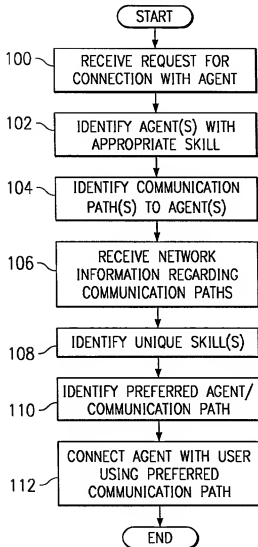 START
100
RECEIVE REQUEST FOR
CONNECTION WITH AGENT
102
IDENTIFY AGENT(S) WITH
APPROPRIATE SKILL
104
IDENTIFY COMMUNICATION
PATH(S) TO AGENT(S)
106
RECEIVE NETWORK
INFORMATION REGARDING
COMMUNICATION PATHS
108
IDENTIFY UNIQUE SKILL(S)
110
IDENTIFY PREFERRED AGENT/
COMMUNICATION PATH
112
CONNECT AGENT WITH USER
USING PREFERRED
COMMUNICATION PATH
END